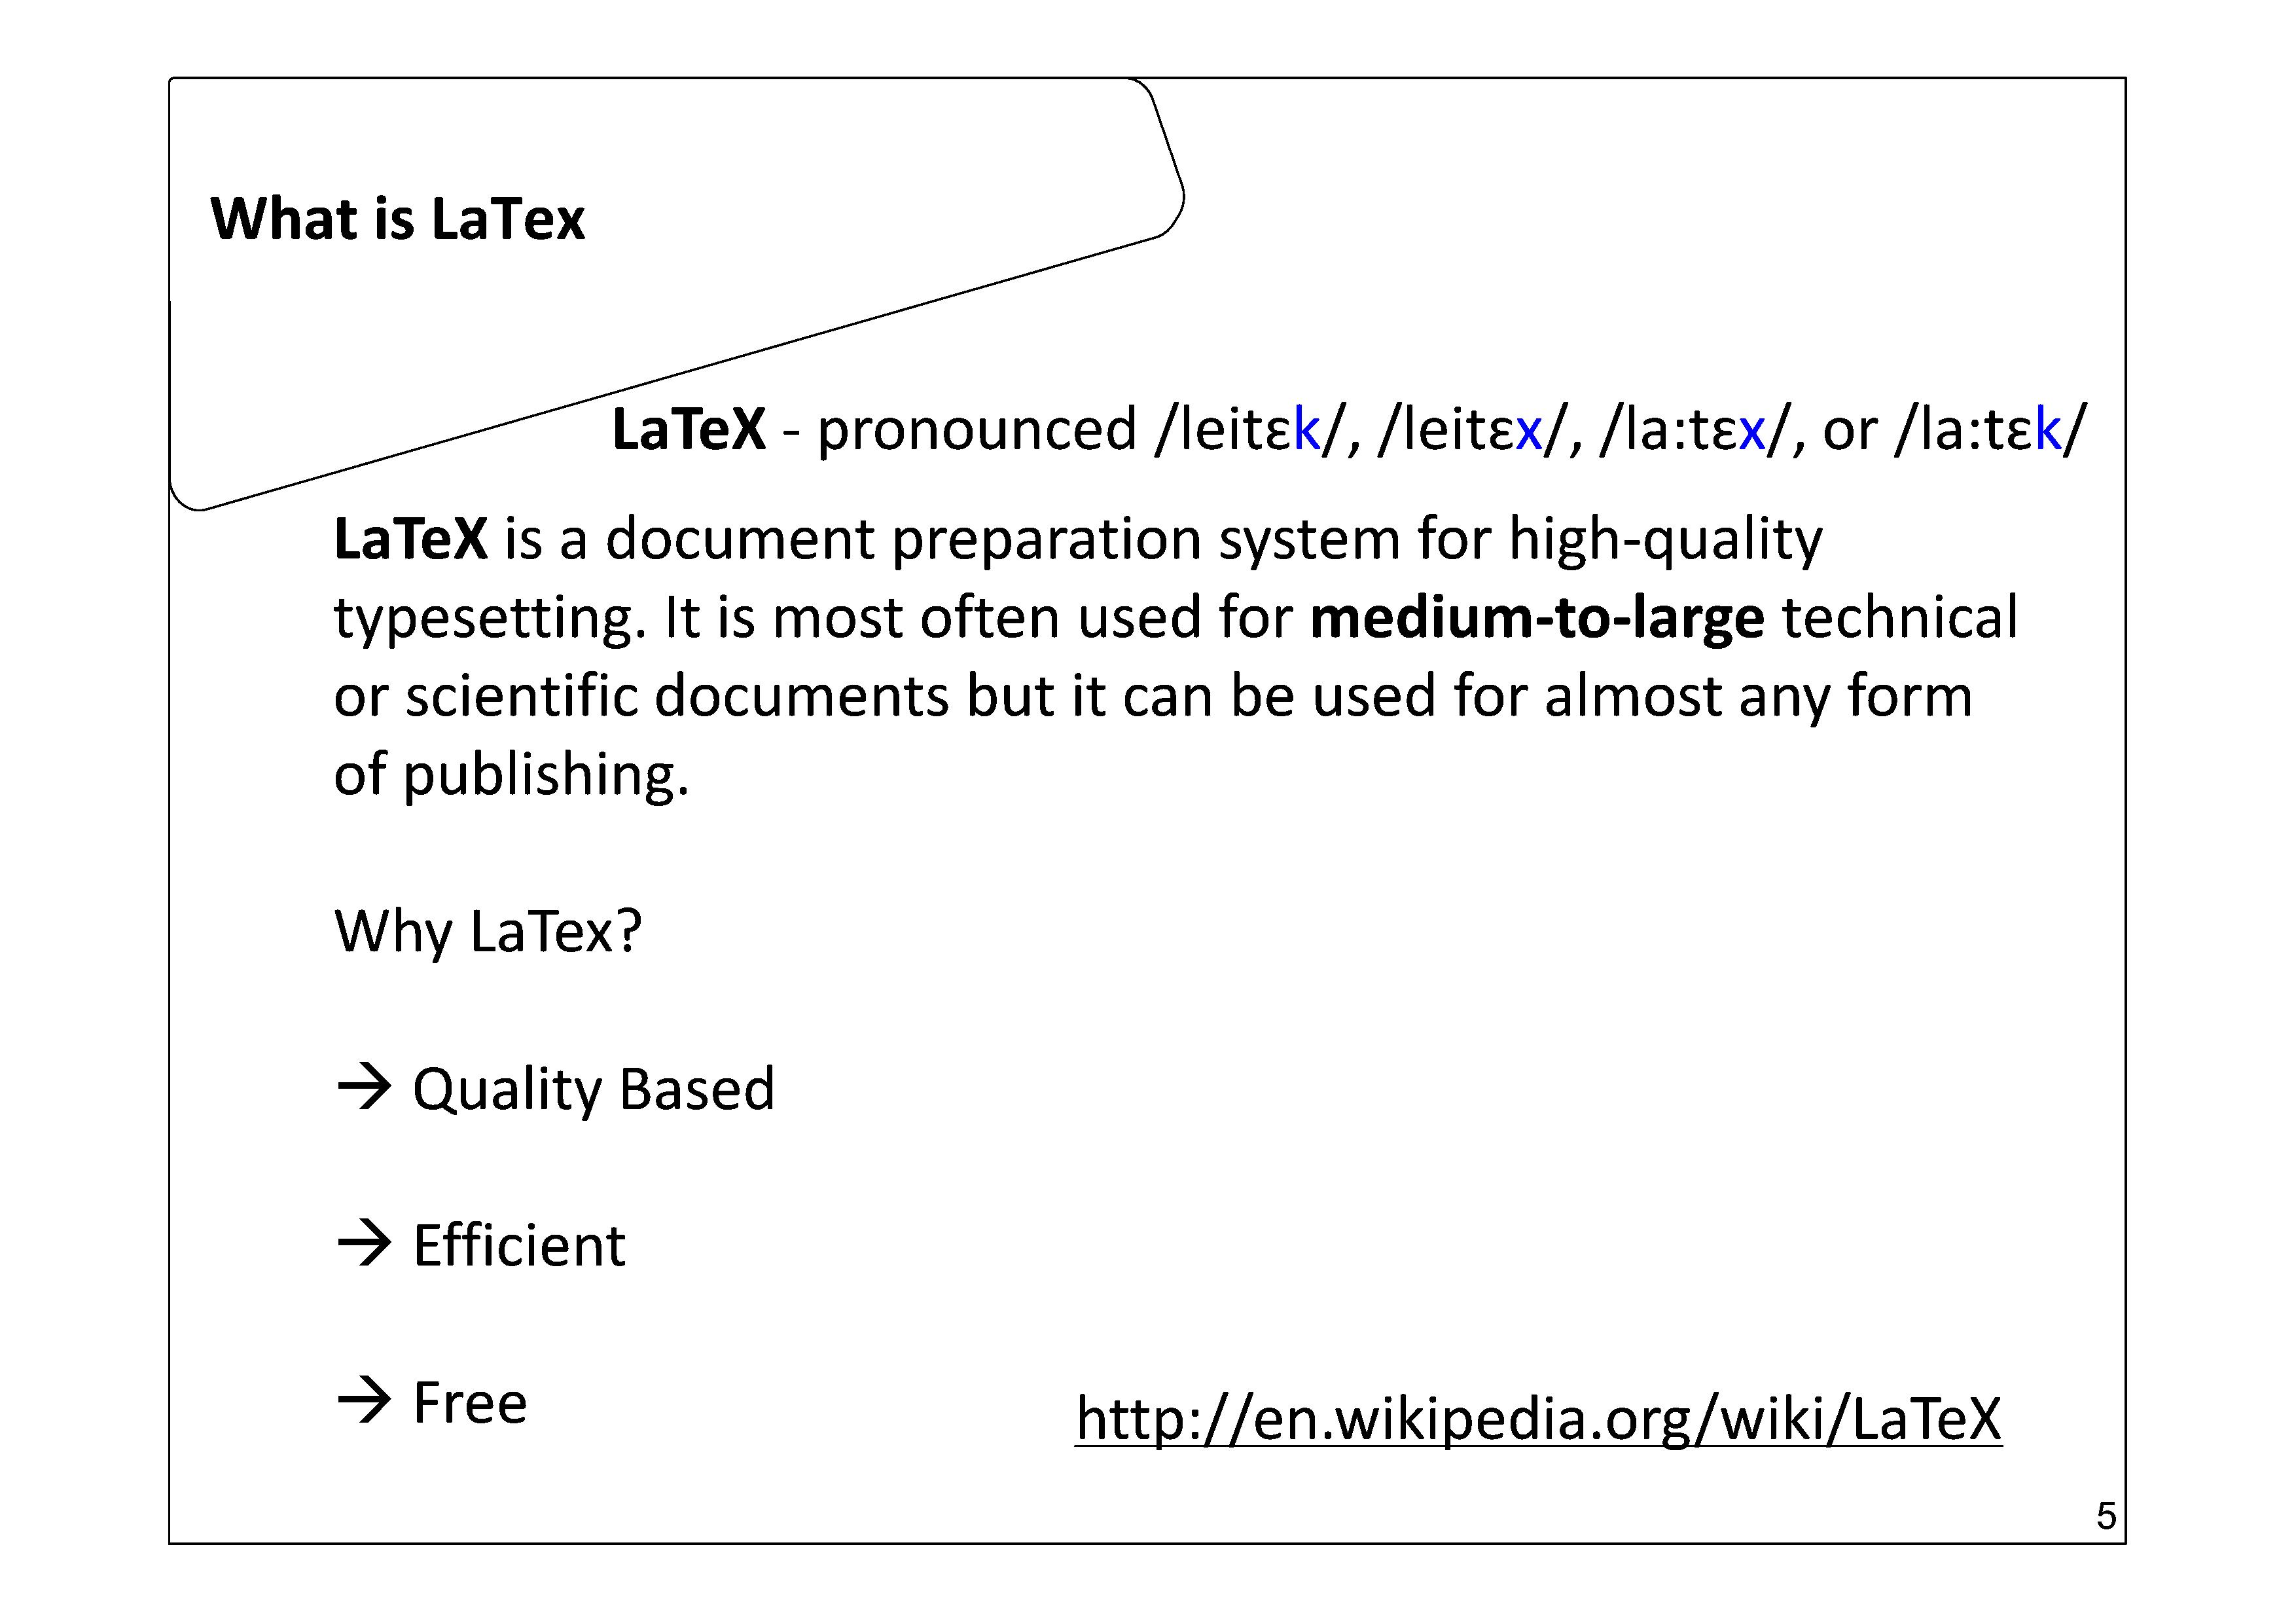 What is LaTex
LaTeX - pronounced /leitɛk/, /leitɛx/, /la:tɛx/, or /la:tɛk/
LaTeX is a document preparation system for high-quality
typesetting. It is most often used for medium-to-large technical
or scientific documents but it can be used for almost any form
of publishing.
Why LaTex?
→ Quality Based
→ Efficient
→ Free
http://en.wikipedia.org/wiki/LaTeX
5